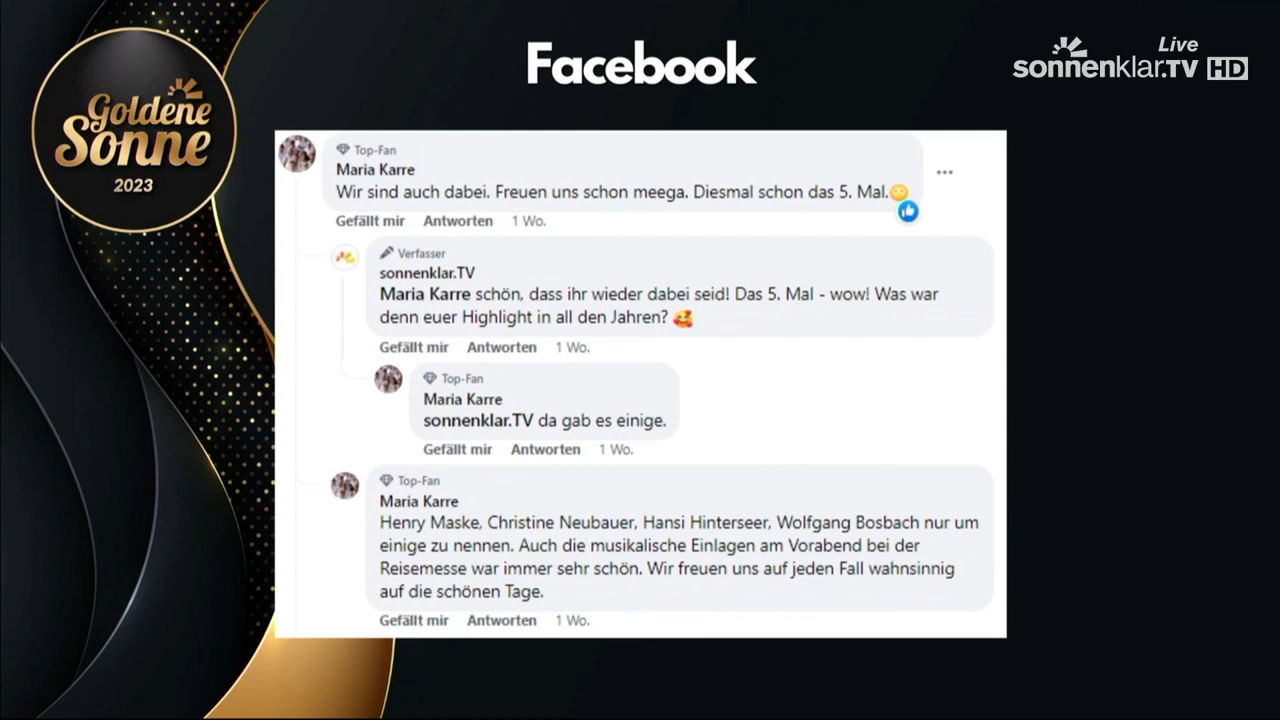 Facebook
Live
sonnenklar.TV HD
Goldene
Sonne
2023
Top-Fan
Maria Karre
Wir sind auch dabei. Freuen uns schon meega. Diesmal schon das 5. Mal.
Gefällt mir Antworten 1 Wo.
Verfasser
sonnenklar.TV
Maria Karre schön, dass ihr wieder dabei seid! Das 5. Mal - wow! Was war
denn euer Highlight in all den Jahren? 🥰
Gefällt mir Antworten 1 Wo.
Top-Fan
Maria Karre
sonnenklar.TV da gab es einige.
Gefällt mir Antworten 1 Wo.
Top-Fan
Maria Karre
Henry Maske, Christine Neubauer, Hansi Hinterseer, Wolfgang Bosbach nur um
einige zu nennen. Auch die musikalische Einlagen am Vorabend bei der
Reisemesse war immer sehr schön. Wir freuen uns auf jeden Fall wahnsinnig
auf die schönen Tage.
Gefällt mir Antworten 1 Wo.